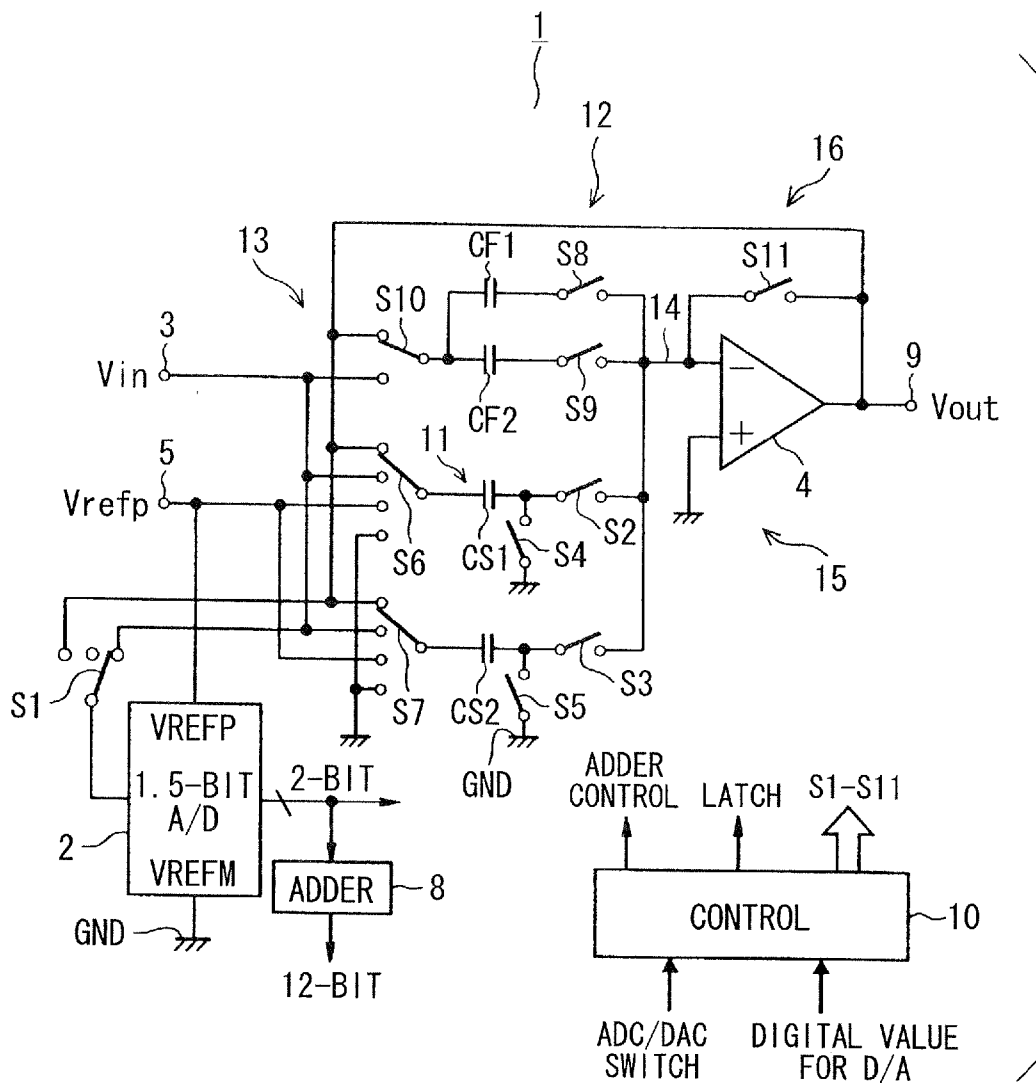 1
12
16
13
CF1
S8
S11
S10
3
14
9
Vin
S9
Vout
CF2
5
11
4
Vrefp
S6
CS1
S4
S2
15
S1
S7
CS2
S5
S3
VREFP
GND
2-BIT
1.5-BIT
A/D
2
VREFM
ADDER
8
GND
12-BIT
ADDER
CONTROL
LATCH
S1-S11
CONTROL
10
ADC/DAC
SWITCH
DIGITAL VALUE
FOR D/A